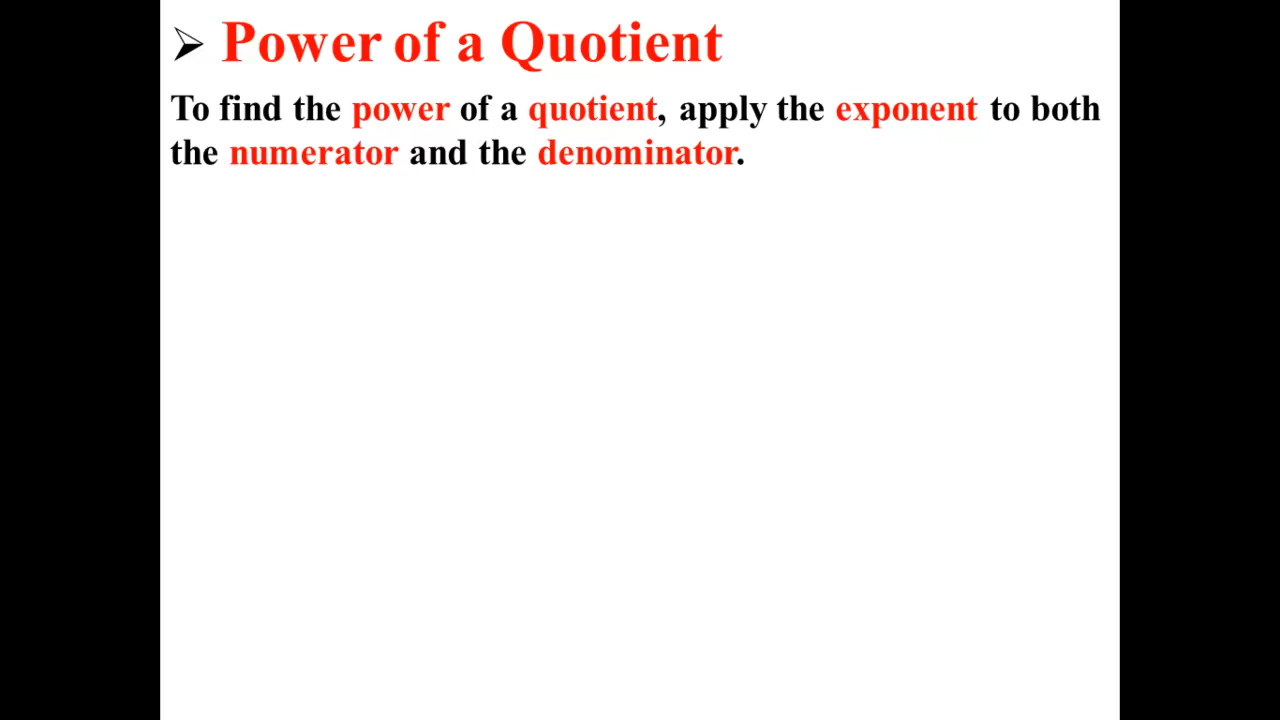 ➢ Power of a Quotient
To find the power of a quotient, apply the exponent to both
the numerator and the denominator.